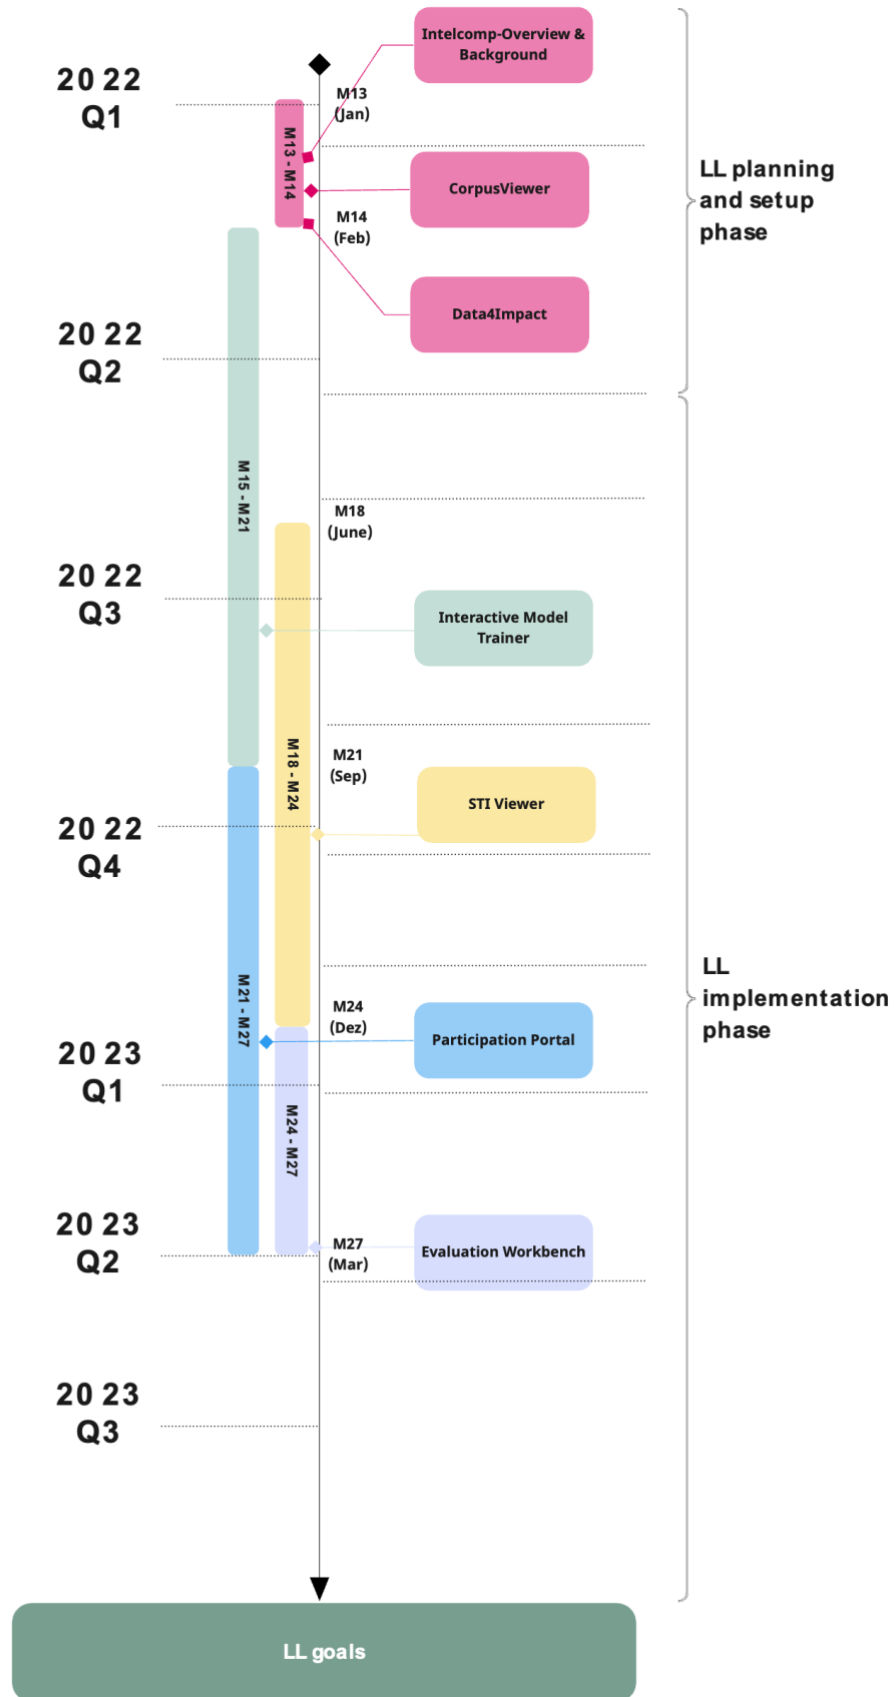 Intelcomp-Overview &
Background
20 22
Q1
M13
(Jan)
M13 - M14
CorpusViewer
LL planning
and setup
phase
M14
(Feb)
Data4Impact
20 22
Q2
M15 - M21
M18
(June)
20 22
Q3
Interactive Model
Trainer
M18 - M24
M21
(Sep)
STI Viewer
20 22
Q4
LL
implementation
phase
M21 - M27
M24
(Dez)
Participation Portal
20 23
Q1
M24 - M27
20 23
Q2
M27
(Mar)
Evaluation Workbench
20 23
Q3
LL goals